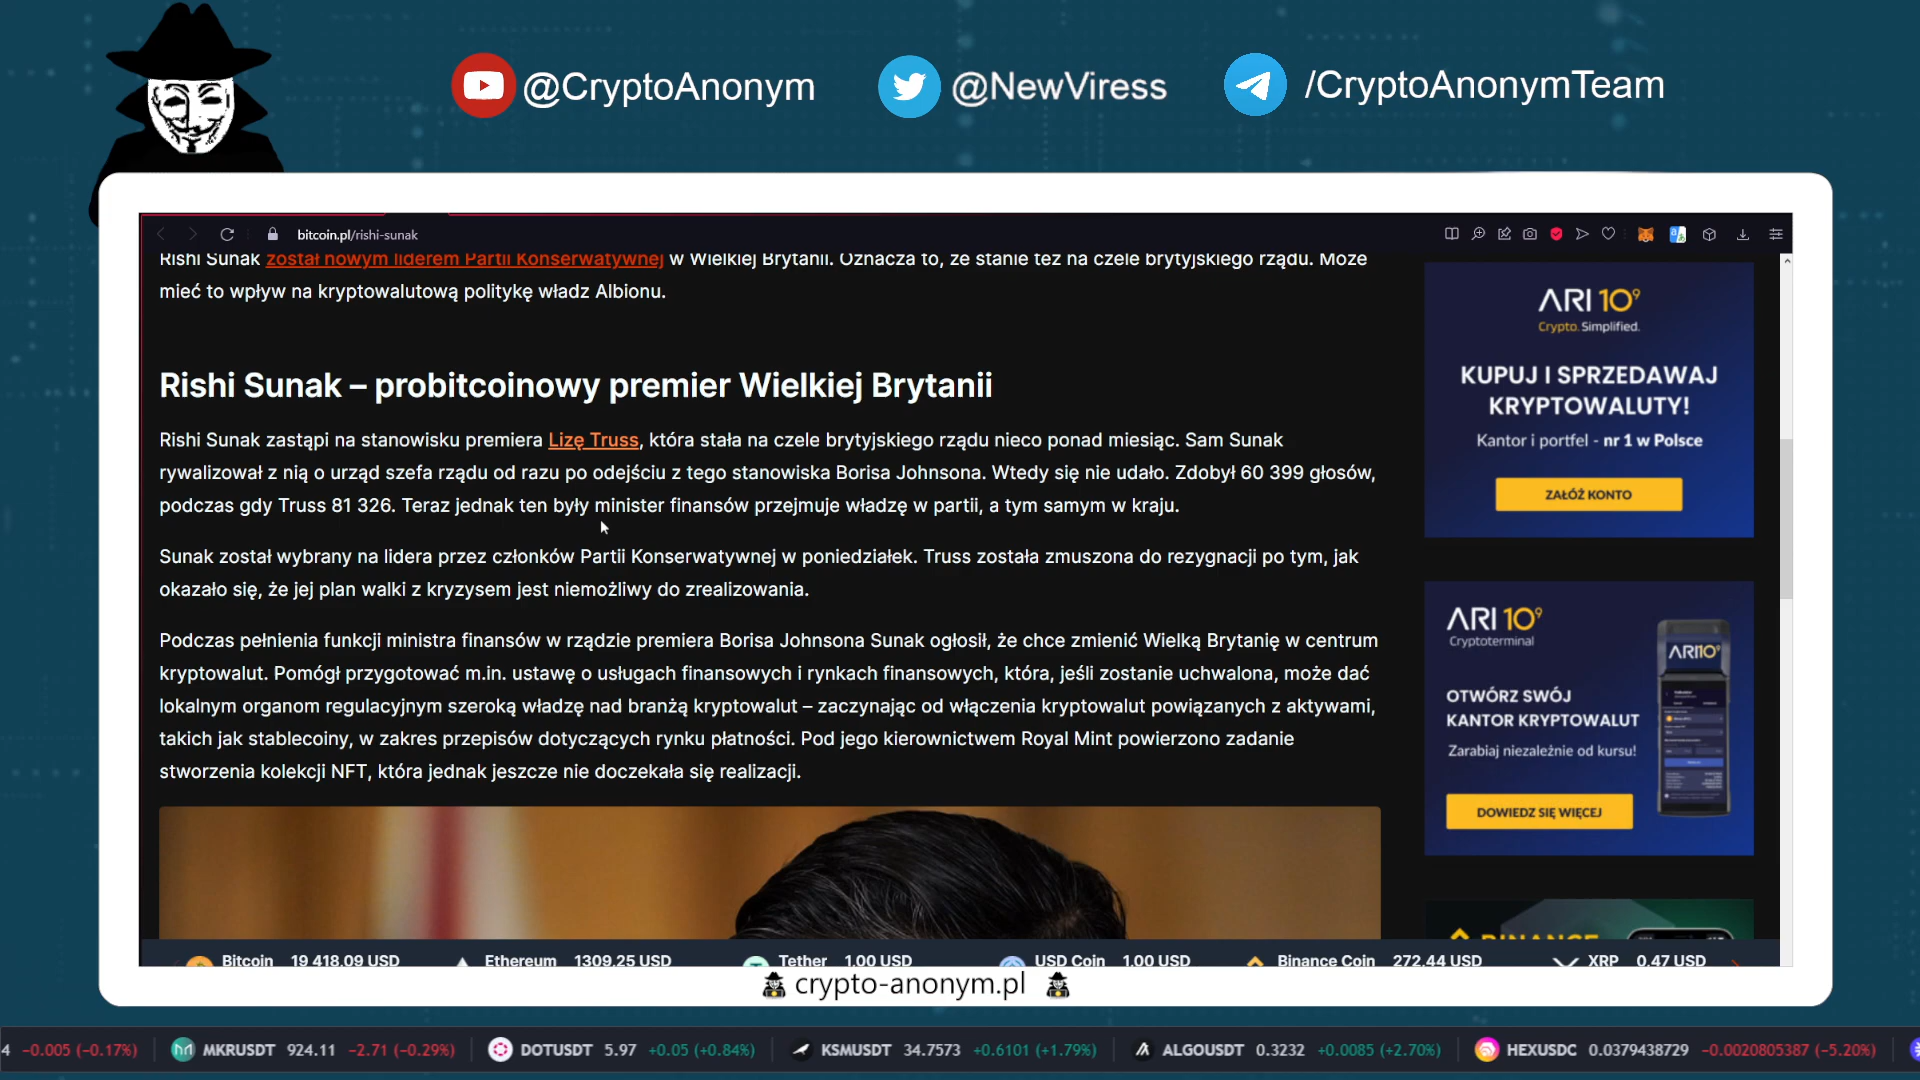 @CryptoAnonym @NewViress /CryptoAnonymTeam
bitcoin.pl/rishi-sunak
Rishi Sunak został nowym liderem Partii Konserwatywnej w Wielkiej Brytanii. Oznacza to, że stanie też na czele brytyjskiego rządu. Może
mieć to wpływ na kryptowalutową politykę władz Albionu.
Rishi Sunak – probitcoinowy premier Wielkiej Brytanii
Rishi Sunak zastąpi na stanowisku premiera Lizę Truss, która stała na czele brytyjskiego rządu nieco ponad miesiąc. Sam Sunak
rywalizował z nią o urząd szefa rządu od razu po odejściu z tego stanowiska Borisa Johnsona. Wtedy się nie udało. Zdobył 60 399 głosów,
podczas gdy Truss 81 326. Teraz jednak ten były minister finansów przejmuje władzę w partii, a tym samym w kraju.
Sunak został wybrany na lidera przez członków Partii Konserwatywnej w poniedziałek. Truss została zmuszona do rezygnacji po tym, jak
okazało się, że jej plan walki z kryzysem jest niemożliwy do zrealizowania.
Podczas pełnienia funkcji ministra finansów w rządzie premiera Borisa Johnsona Sunak ogłosił, że chce zmienić Wielką Brytanię w centrum
kryptowalut. Pomógł przygotować m.in. ustawę o usługach finansowych i rynkach finansowych, która, jeśli zostanie uchwalona, może dać
lokalnym organom regulacyjnym szeroką władzę nad branżą kryptowalut – zaczynając od włączenia kryptowalut powiązanych z aktywami,
takich jak stablecoiny, w zakres przepisów dotyczących rynku płatności. Pod jego kierownictwem Royal Mint powierzono zadanie
stworzenia kolekcji NFT, która jednak jeszcze nie doczekała się realizacji.
ARI 10⁹
Crypto. Simplified.
KUPUJ I SPRZEDAWAJ
KRYPTOWALUTY!
Kantor i portfel - nr 1 w Polsce
ZAŁÓŻ KONTO
ARI 10⁹
Cryptoterminal
ARI10⁹
OTWÓRZ SWÓJ
KANTOR KRYPTOWALUT
Zarabiaj niezależnie od kursu!
DOWIEDZ SIĘ WIĘCEJ
BINANCE
Bitcoin 19 418,09 USD Ethereum 1309,25 USD Tether 1,00 USD USD Coin 1,00 USD Binance Coin 272,44 USD XRP 0,47 USD
crypto-anonym.pl
4 −0.005 (−0.17%) MKRUSDT 924.11 −2.71 (−0.29%) DOTUSDT 5.97 +0.05 (+0.84%) KSMUSDT 34.7573 +0.6101 (+1.79%) ALGOUSDT 0.3232 +0.0085 (+2.70%) HEXUSDC 0.0379438729 −0.0020805387 (−5.20%)